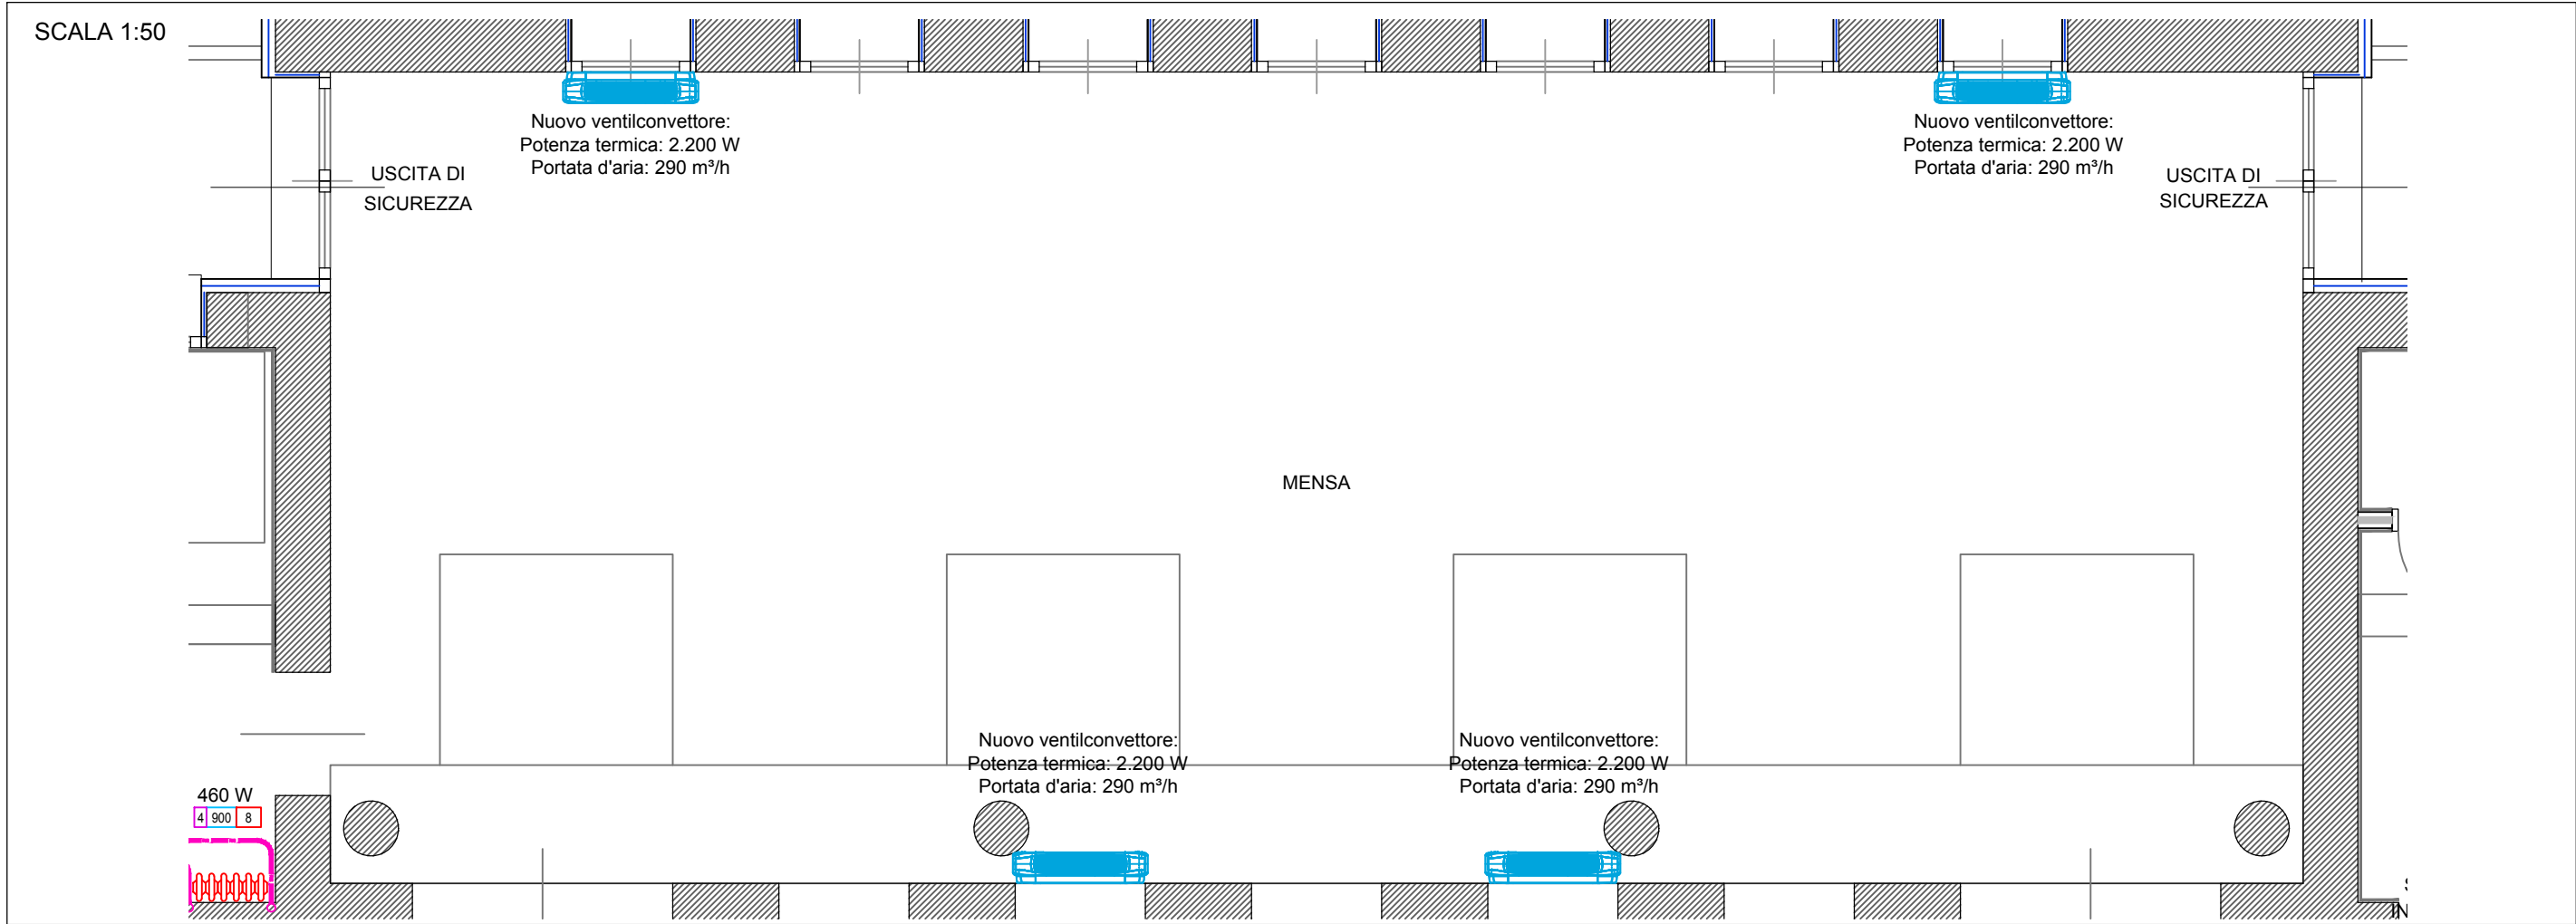 SCALA 1:50
Nuovo ventilconvettore:
Potenza termica: 2.200 W
Portata d'aria: 290 m³/h
Nuovo ventilconvettore:
Potenza termica: 2.200 W
Portata d'aria: 290 m³/h
USCITA DI
SICUREZZA
USCITA DI
SICUREZZA
MENSA
Nuovo ventilconvettore:
Potenza termica: 2.200 W
Portata d'aria: 290 m³/h
Nuovo ventilconvettore:
Potenza termica: 2.200 W
Portata d'aria: 290 m³/h
460 W
4 900 8